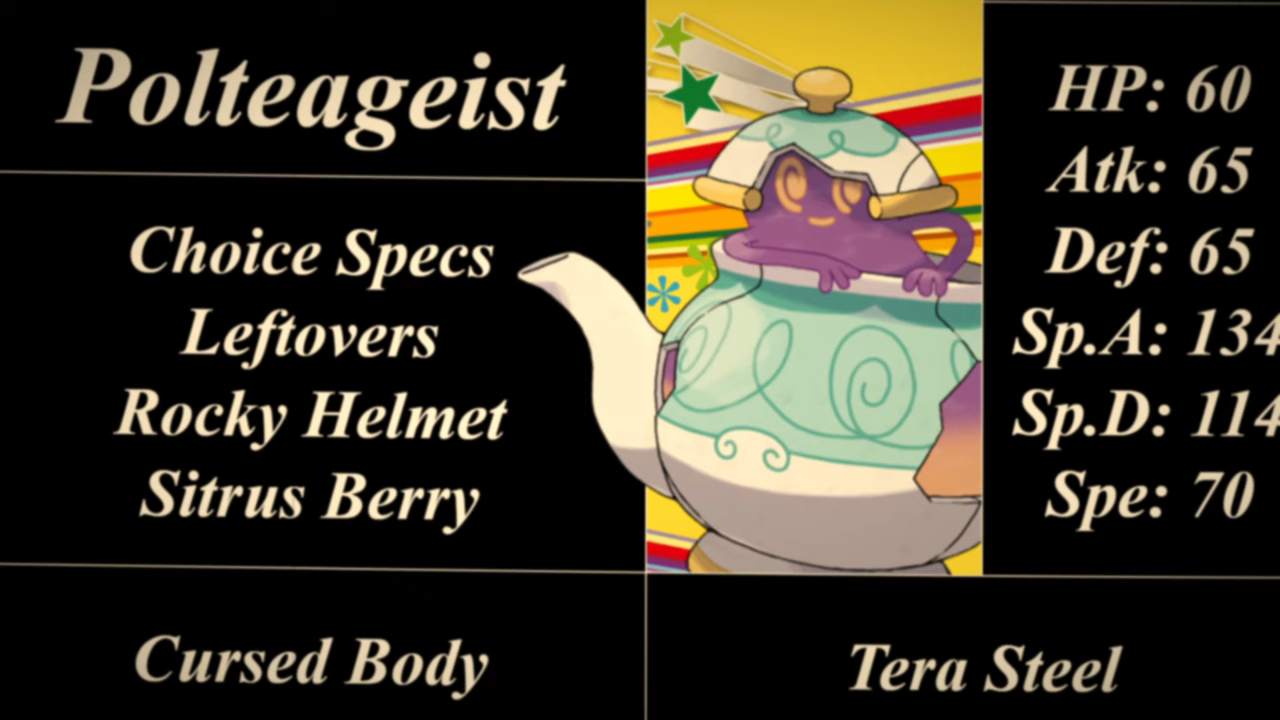 Polteageist
Choice Specs
Leftovers
Rocky Helmet
Sitrus Berry
Cursed Body
HP: 60
Atk: 65
Def: 65
Sp.A: 134
Sp.D: 114
Spe: 70
Tera Steel